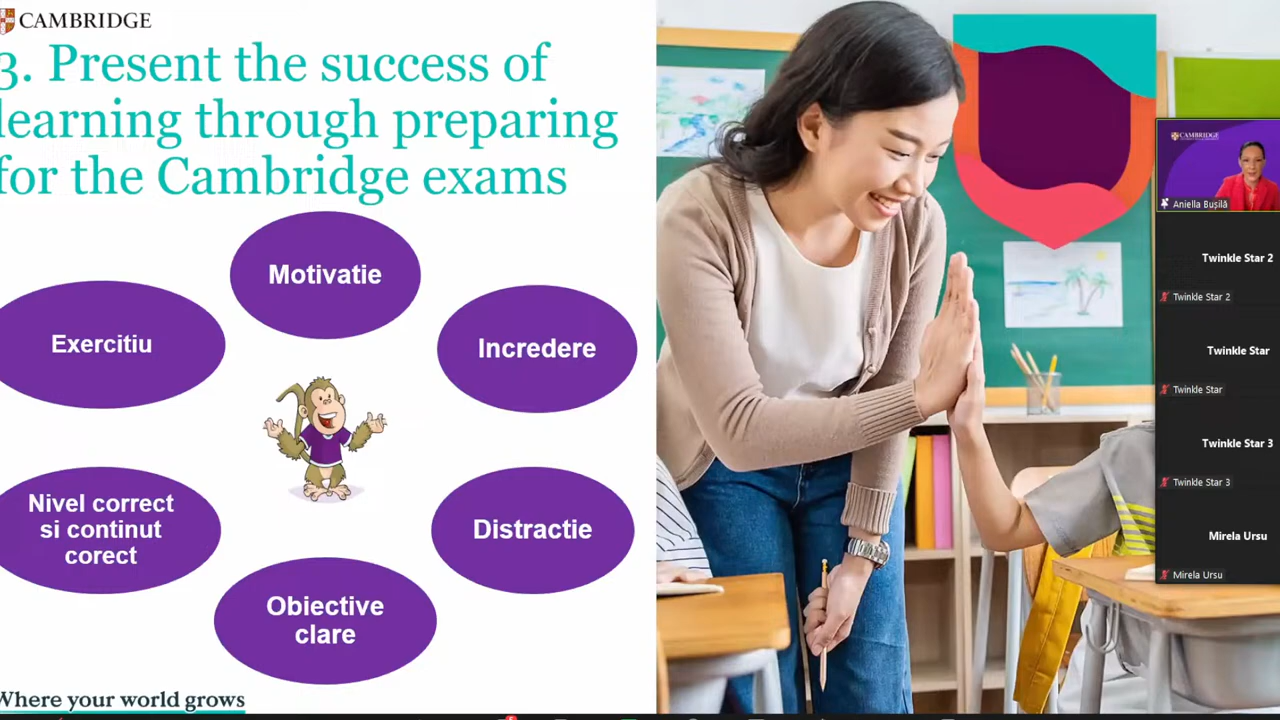 CAMBRIDGE
3. Present the success of
learning through preparing
for the Cambridge exams
Motivatie
Exercitiu
Incredere
Nivel correct
si continut
corect
Distractie
Obiective
clare
Where your world grows
CAMBRIDGE
Aniella Bușilă
Twinkle Star 2
Twinkle Star 2
Twinkle Star
Twinkle Star
Twinkle Star 3
Twinkle Star 3
Mirela Ursu
Mirela Ursu